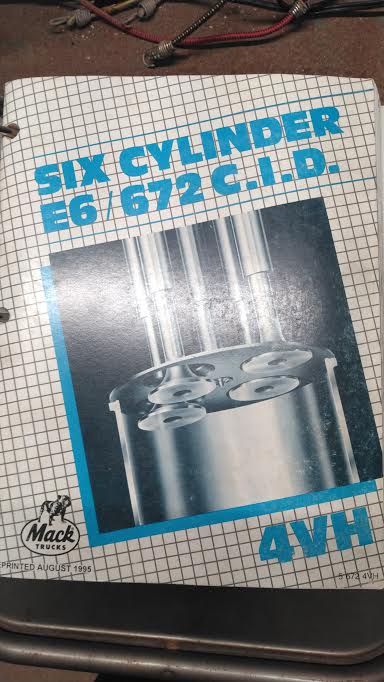 SIX CYLINDER
E6/672 C.I.D.
Mack
TRUCKS
4VH
PRINTED AUGUST 1995
5-672 4VH